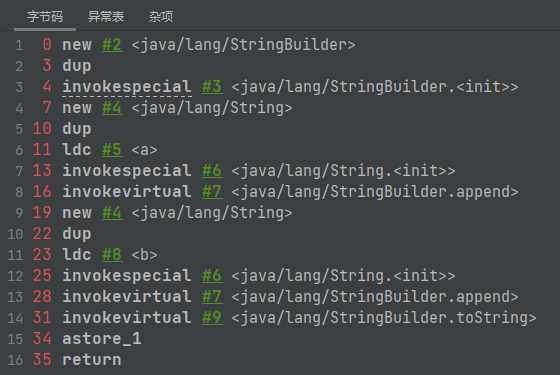 字节码 异常表 杂项
1 0 new #2 <java/lang/StringBuilder>
2 3 dup
3 4 invokespecial #3 <java/lang/StringBuilder.<init>>
4 7 new #4 <java/lang/String>
5 10 dup
6 11 ldc #5 <a>
7 13 invokespecial #6 <java/lang/String.<init>>
8 16 invokevirtual #7 <java/lang/StringBuilder.append>
9 19 new #4 <java/lang/String>
10 22 dup
11 23 ldc #8 <b>
12 25 invokespecial #6 <java/lang/String.<init>>
13 28 invokevirtual #7 <java/lang/StringBuilder.append>
14 31 invokevirtual #9 <java/lang/StringBuilder.toString>
15 34 astore_1
16 35 return